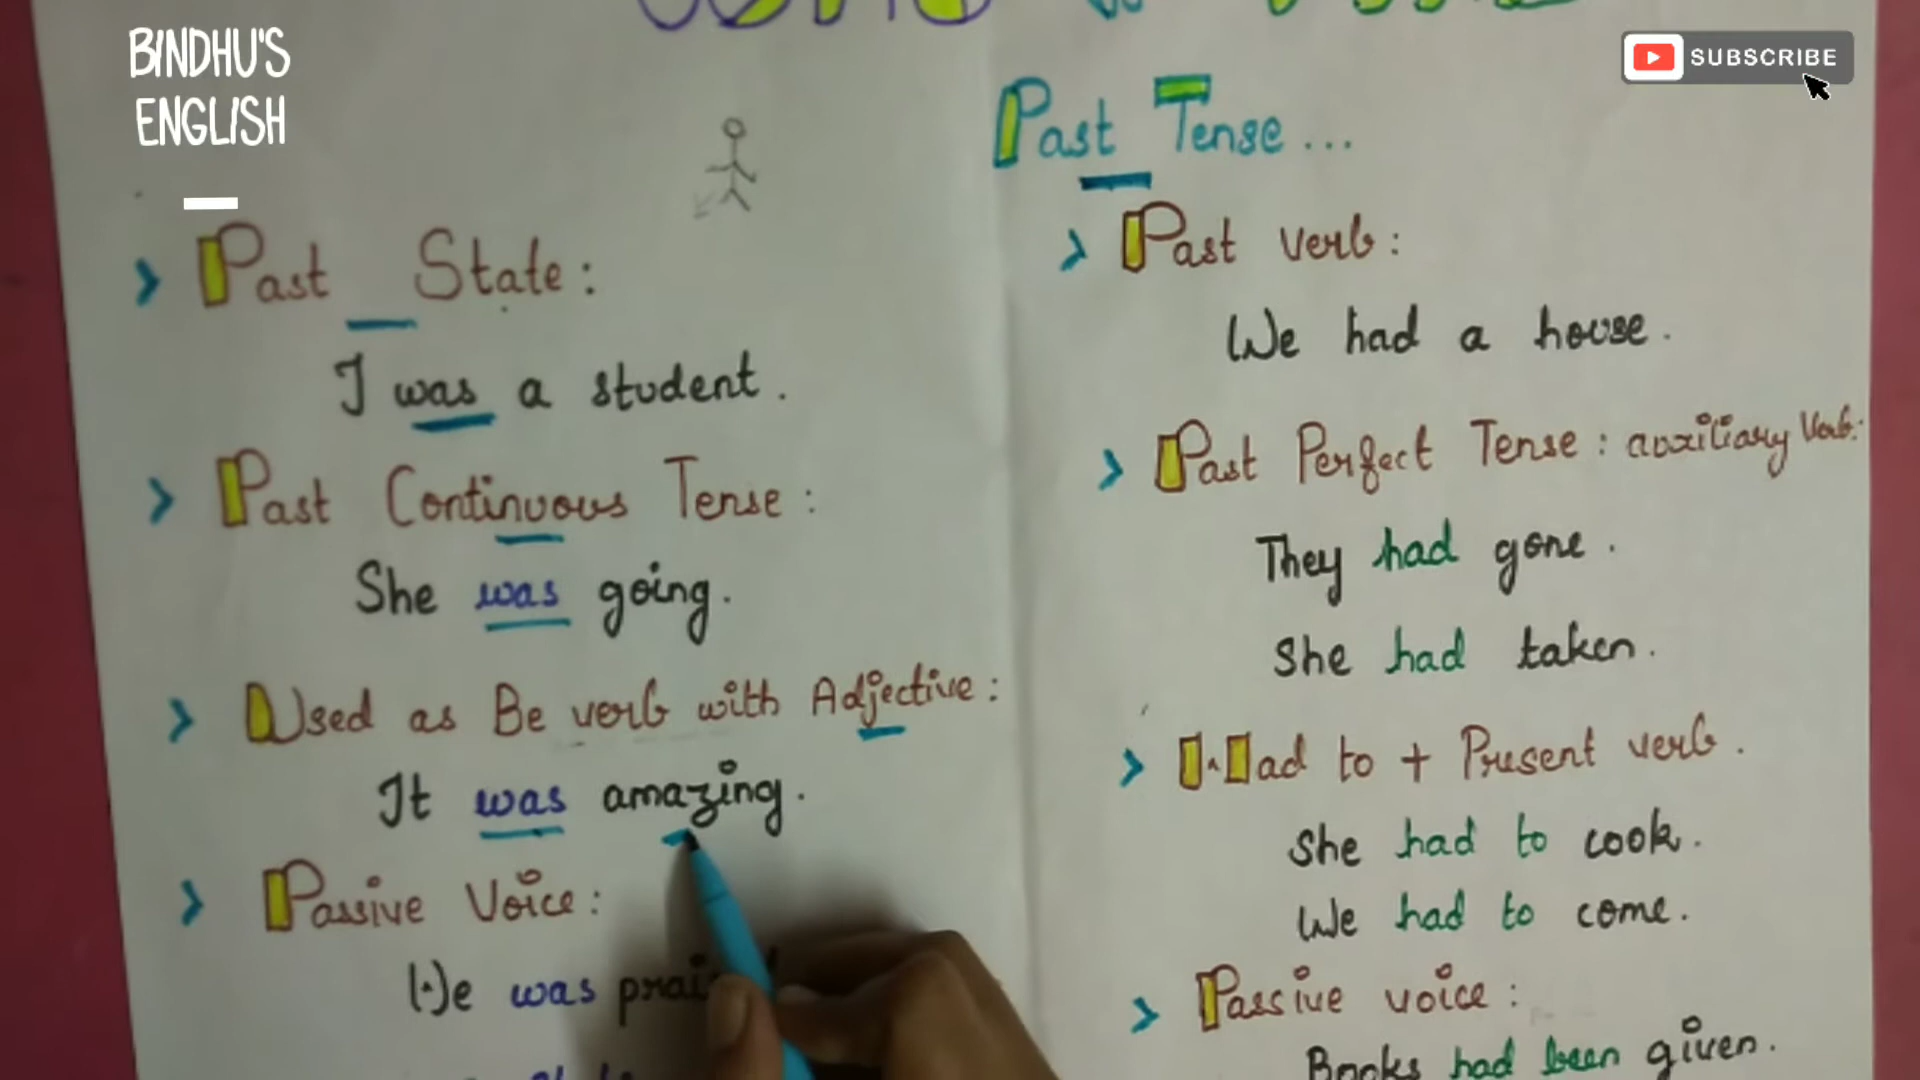 BINDHU'S
ENGLISH
SUBSCRIBE
Past State:
I was a student.
Past Continuous Tense:
She was going.
Used as Be verb with Adjective:
It was amazing.
Passive Voice:
He was
Past Tense...
Past verb:
We had a house.
Past Perfect Tense: auxiliary Verb:
They had gone.
She had taken.
Had to + Present verb.
She had to cook.
We had to come.
Passive voice:
Books had been given.